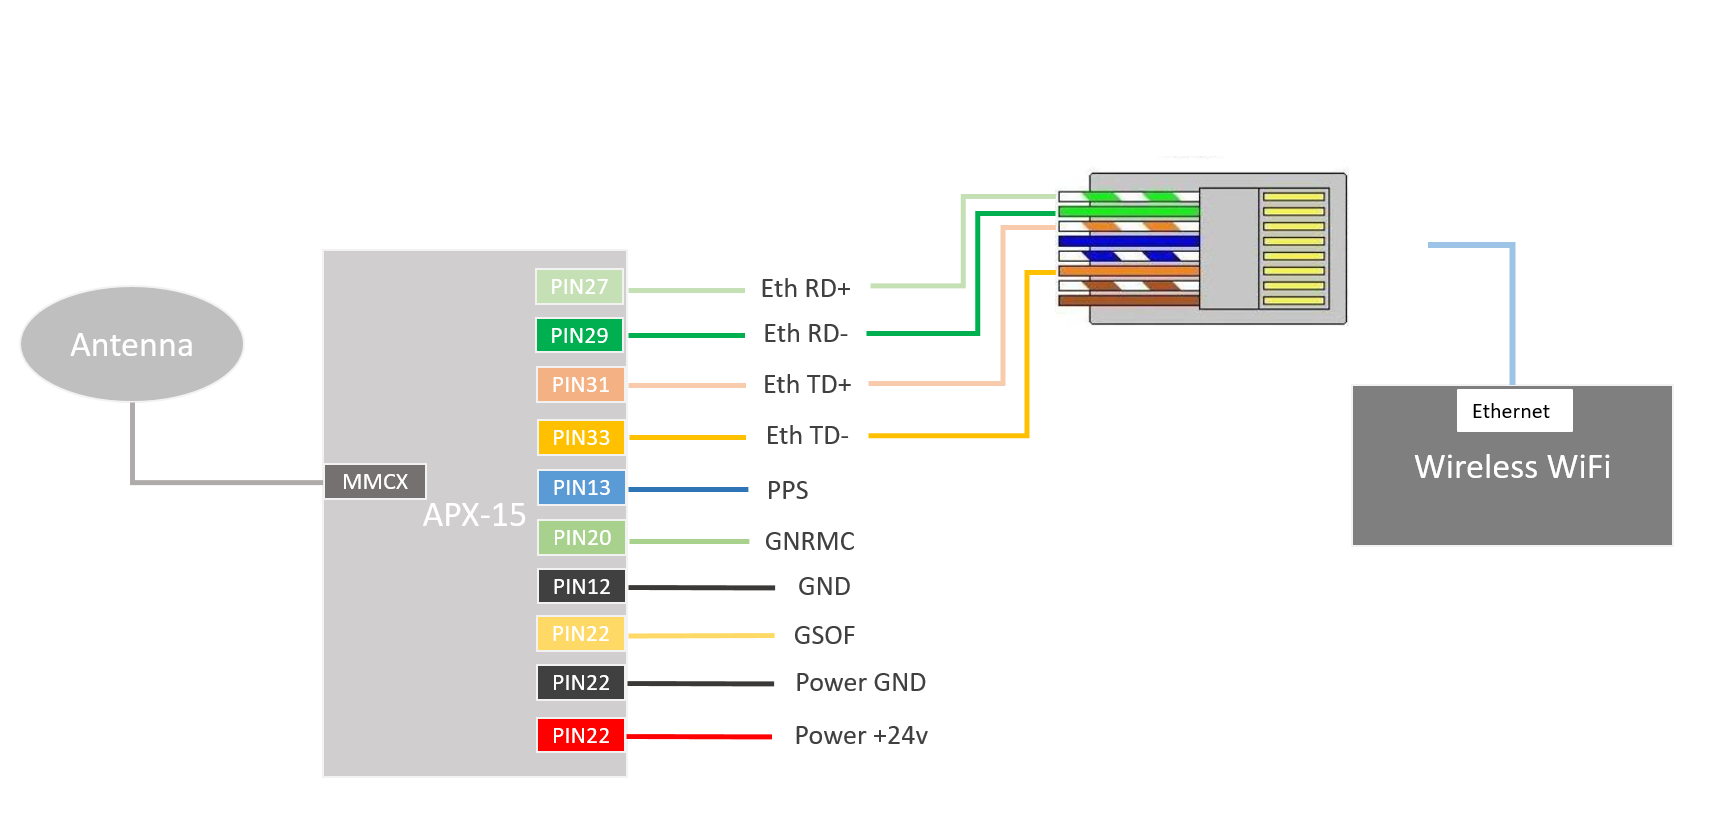 Antenna
MMCX
APX-15
PIN27
Eth RD+
PIN29
Eth RD-
PIN31
Eth TD+
PIN33
Eth TD-
PIN13
PPS
PIN20
GNRMC
PIN12
GND
PIN22
GSOF
PIN22
Power GND
PIN22
Power +24v
Ethernet
Wireless WiFi